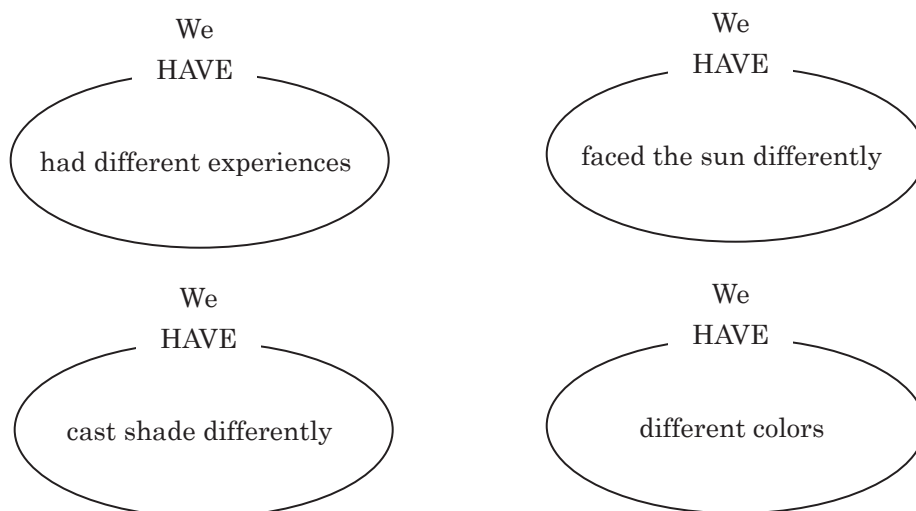 We
HAVE
had different experiences
We
HAVE
faced the sun differently
We
HAVE
cast shade differently
We
HAVE
different colors